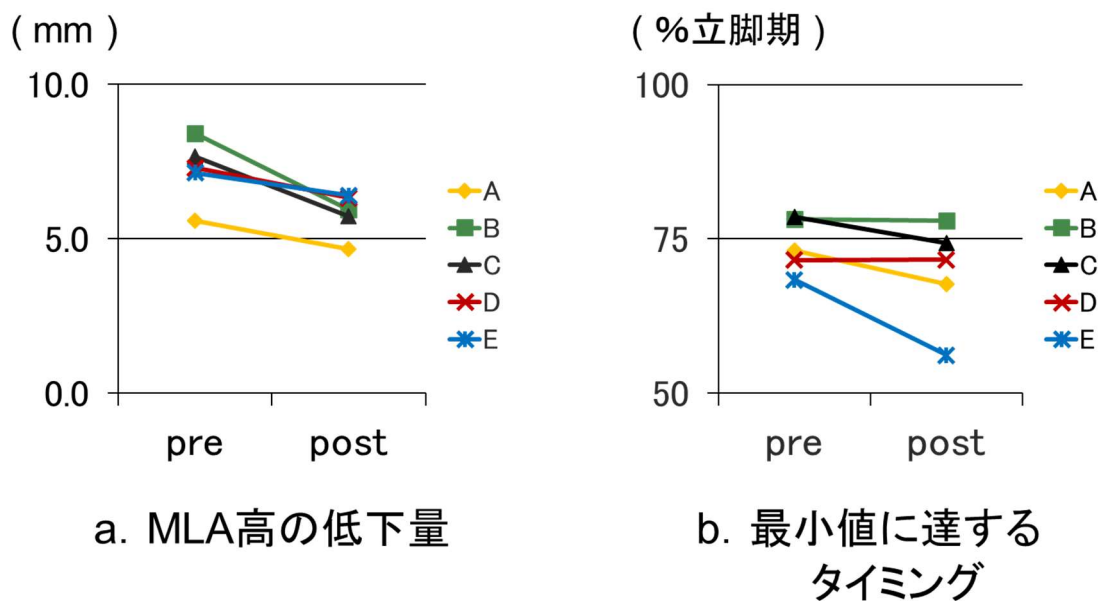 ( mm )
10.0
5.0
0.0
pre post
A
B
C
D
E
a. MLA高の低下量
( %立脚期 )
100
75
50
pre post
A
B
C
D
E
b. 最小値に達する
タイミング